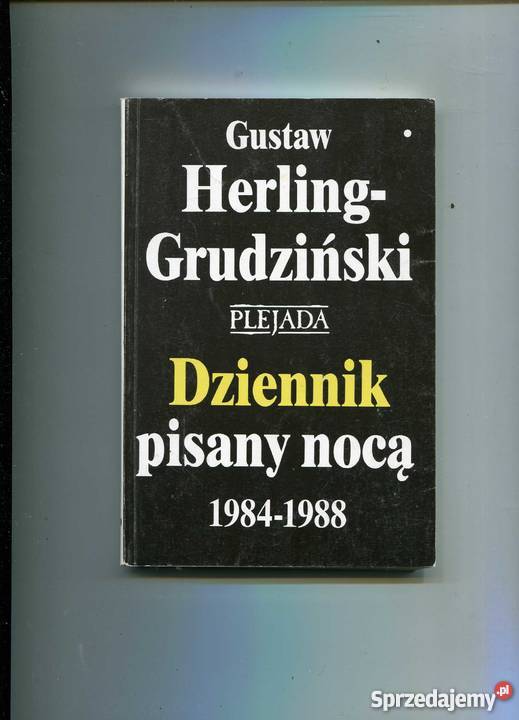 Gustaw
Herling-
Grudziński
PLEJADA
Dziennik
pisany nocą
1984-1988
Sprzedajemy.pl